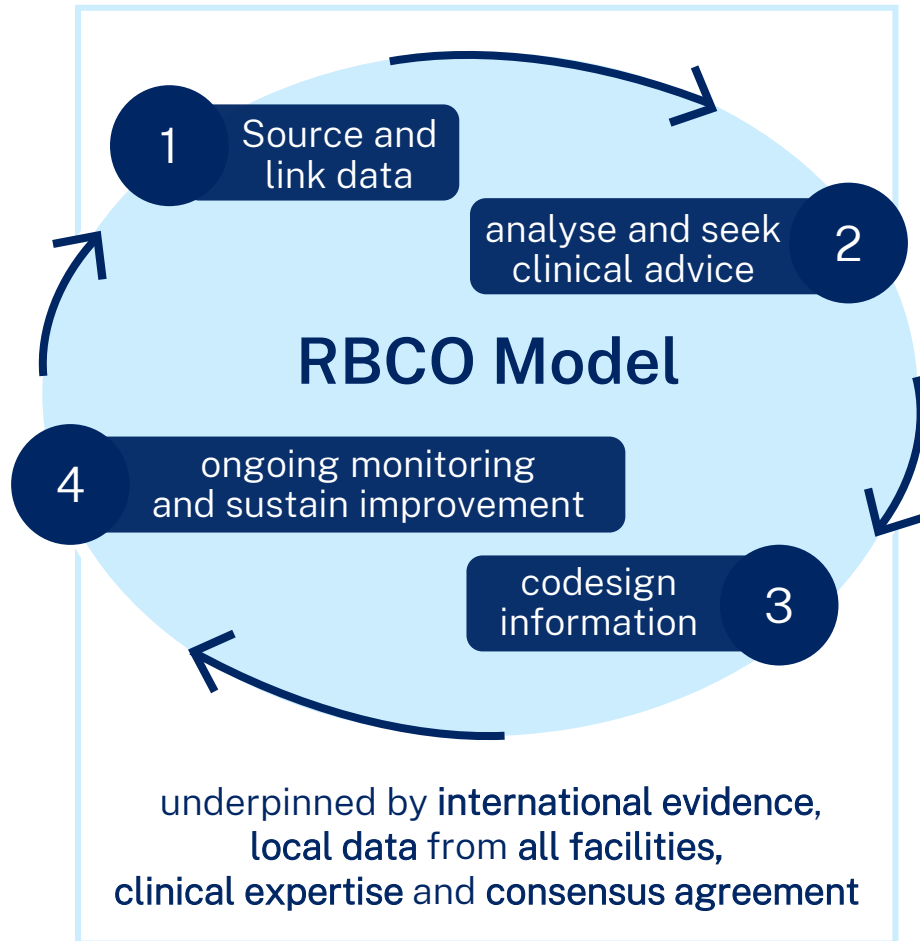 1
Source and
link data
analyse and seek
clinical advice
2
RBCO Model
4
ongoing monitoring
and sustain improvement
codesign
information
3
underpinned by international evidence,
local data from all facilities,
clinical expertise and consensus agreement